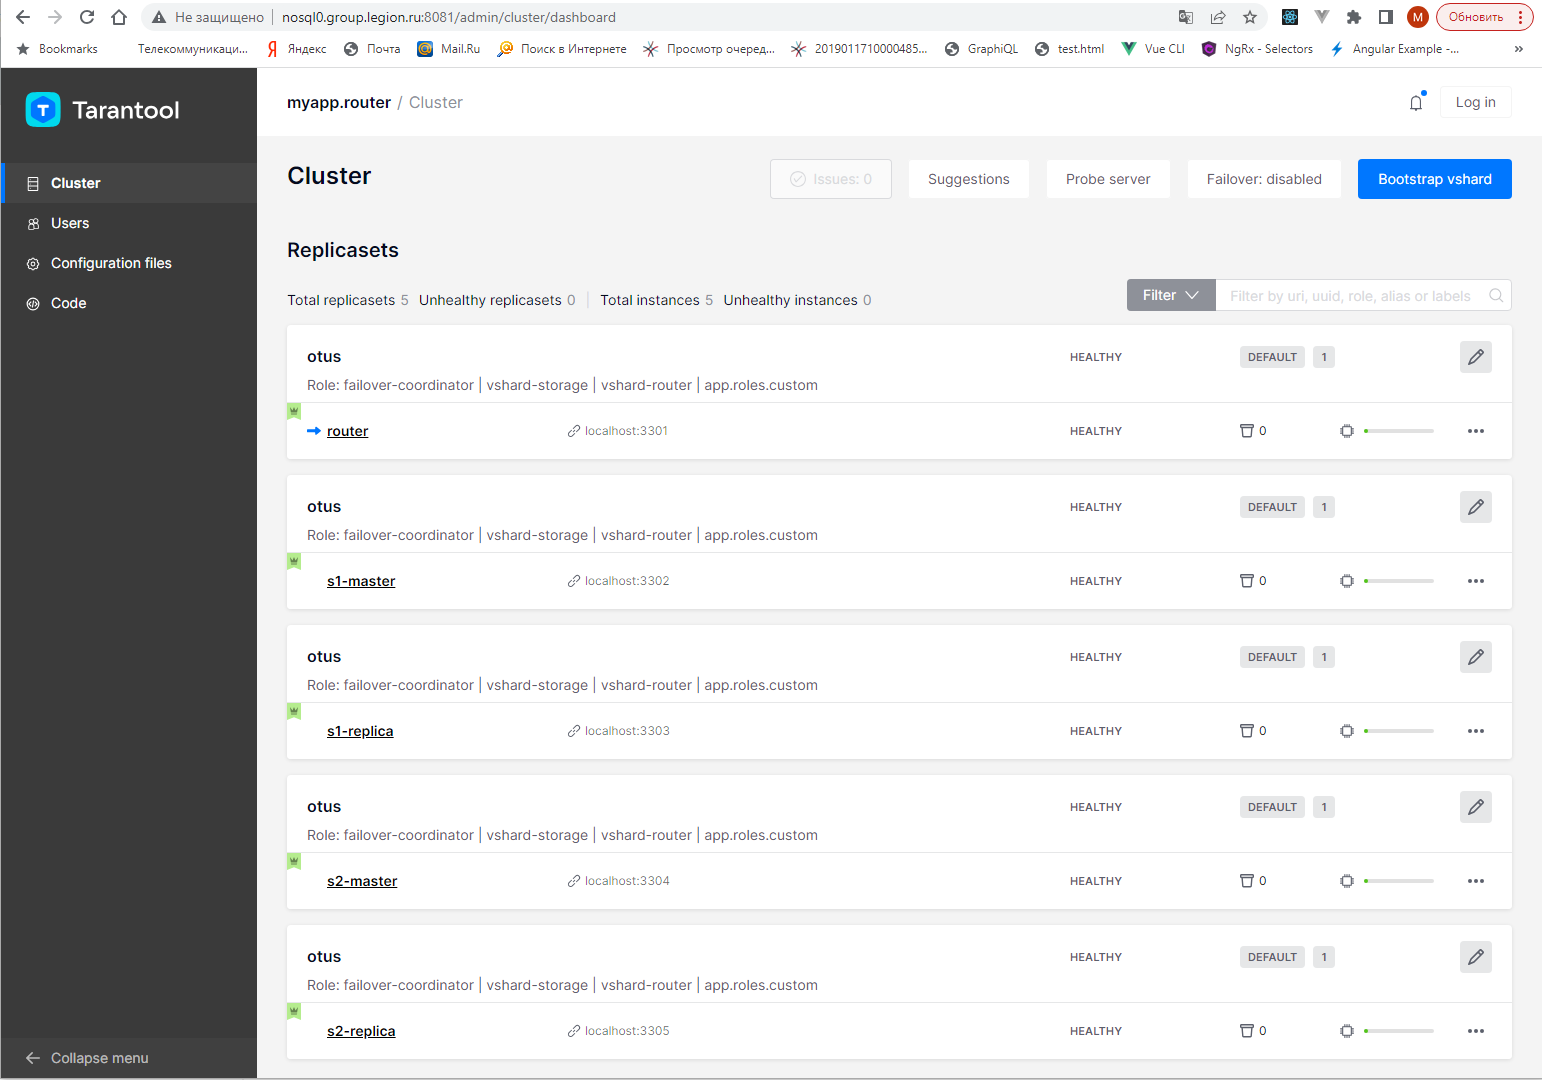 Не защищено nosql0.group.legion.ru:8081/admin/cluster/dashboard M Обновить
Bookmarks Телекоммуникаци... Яндекс Почта Mail.Ru Поиск в Интернете Просмотр очеред... 2019011710000485... GraphiQL test.html Vue CLI NgRx - Selectors Angular Example -... »
Tarantool
myapp.router / Cluster Log in
Cluster
Users
Configuration files
Code
Collapse menu
Cluster Issues: 0 Suggestions Probe server Failover: disabled Bootstrap vshard
Replicasets
Total replicasets 5 Unhealthy replicasets 0 Total instances 5 Unhealthy instances 0 Filter Filter by uri, uuid, role, alias or labels
otus HEALTHY DEFAULT 1
Role: failover-coordinator | vshard-storage | vshard-router | app.roles.custom
router localhost:3301 HEALTHY 0
otus HEALTHY DEFAULT 1
Role: failover-coordinator | vshard-storage | vshard-router | app.roles.custom
s1-master localhost:3302 HEALTHY 0
otus HEALTHY DEFAULT 1
Role: failover-coordinator | vshard-storage | vshard-router | app.roles.custom
s1-replica localhost:3303 HEALTHY 0
otus HEALTHY DEFAULT 1
Role: failover-coordinator | vshard-storage | vshard-router | app.roles.custom
s2-master localhost:3304 HEALTHY 0
otus HEALTHY DEFAULT 1
Role: failover-coordinator | vshard-storage | vshard-router | app.roles.custom
s2-replica localhost:3305 HEALTHY 0